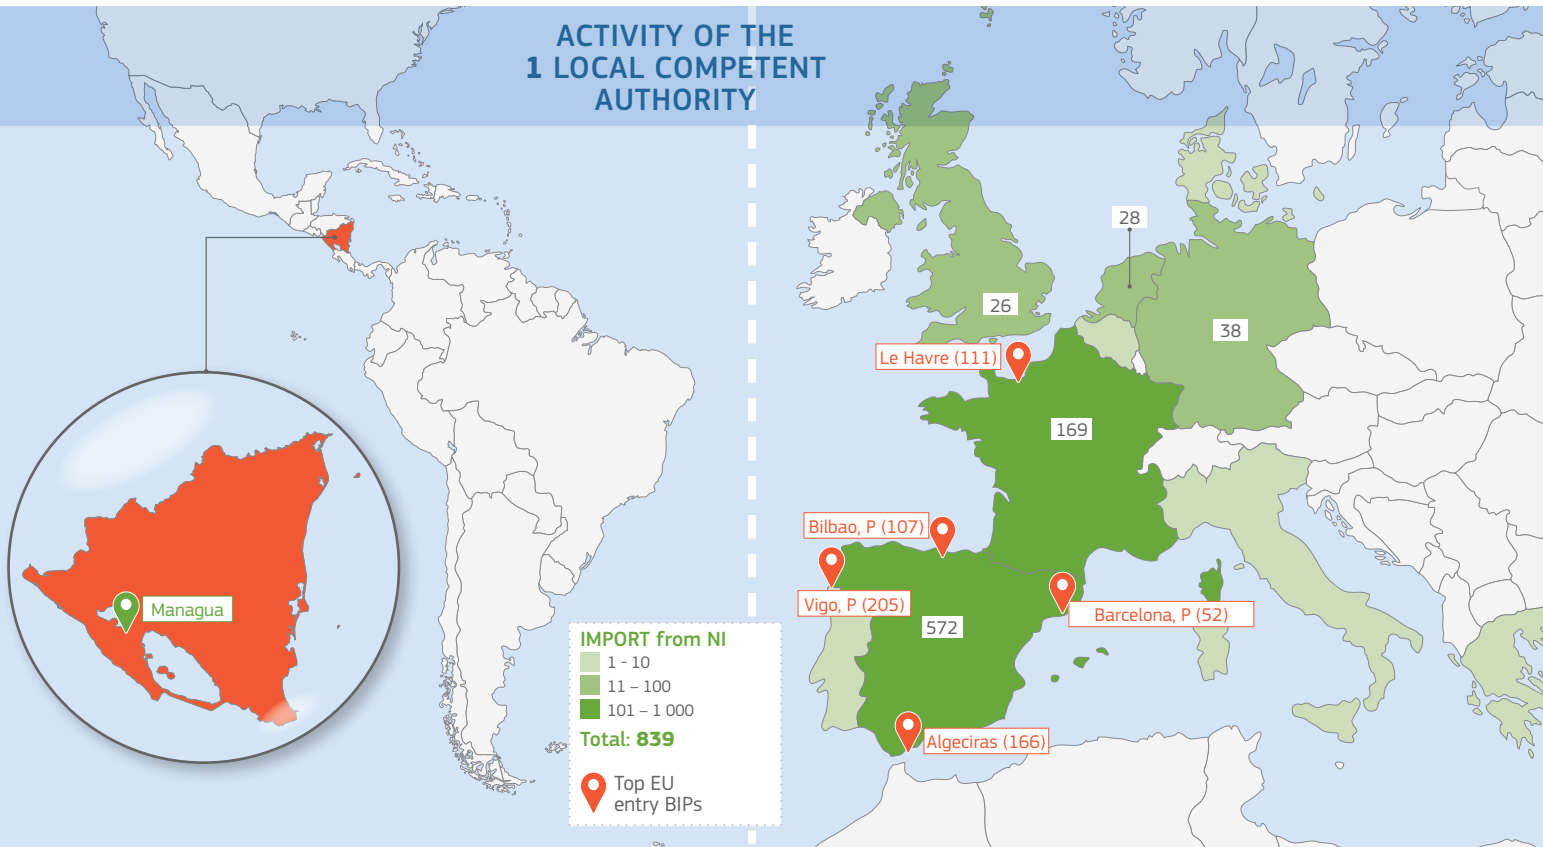 ACTIVITY OF THE
1 LOCAL COMPETENT
AUTHORITY
28
26
38
Le Havre (111)
169
Bilbao, P (107)
Vigo, P (205)
Barcelona, P (52)
572
Algeciras (166)
Managua
IMPORT from NI
1 - 10
11 – 100
101 – 1 000
Total: 839
Top EU
entry BIPs